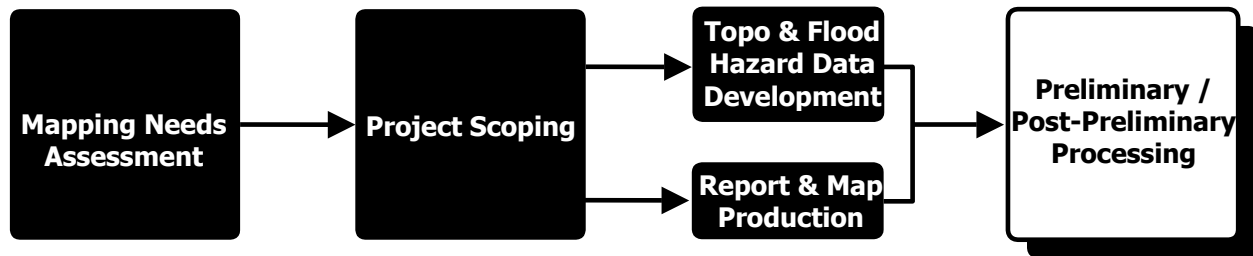 Mapping Needs
Assessment
Project Scoping
Topo & Flood
Hazard Data
Development
Report & Map
Production
Preliminary /
Post-Preliminary
Processing